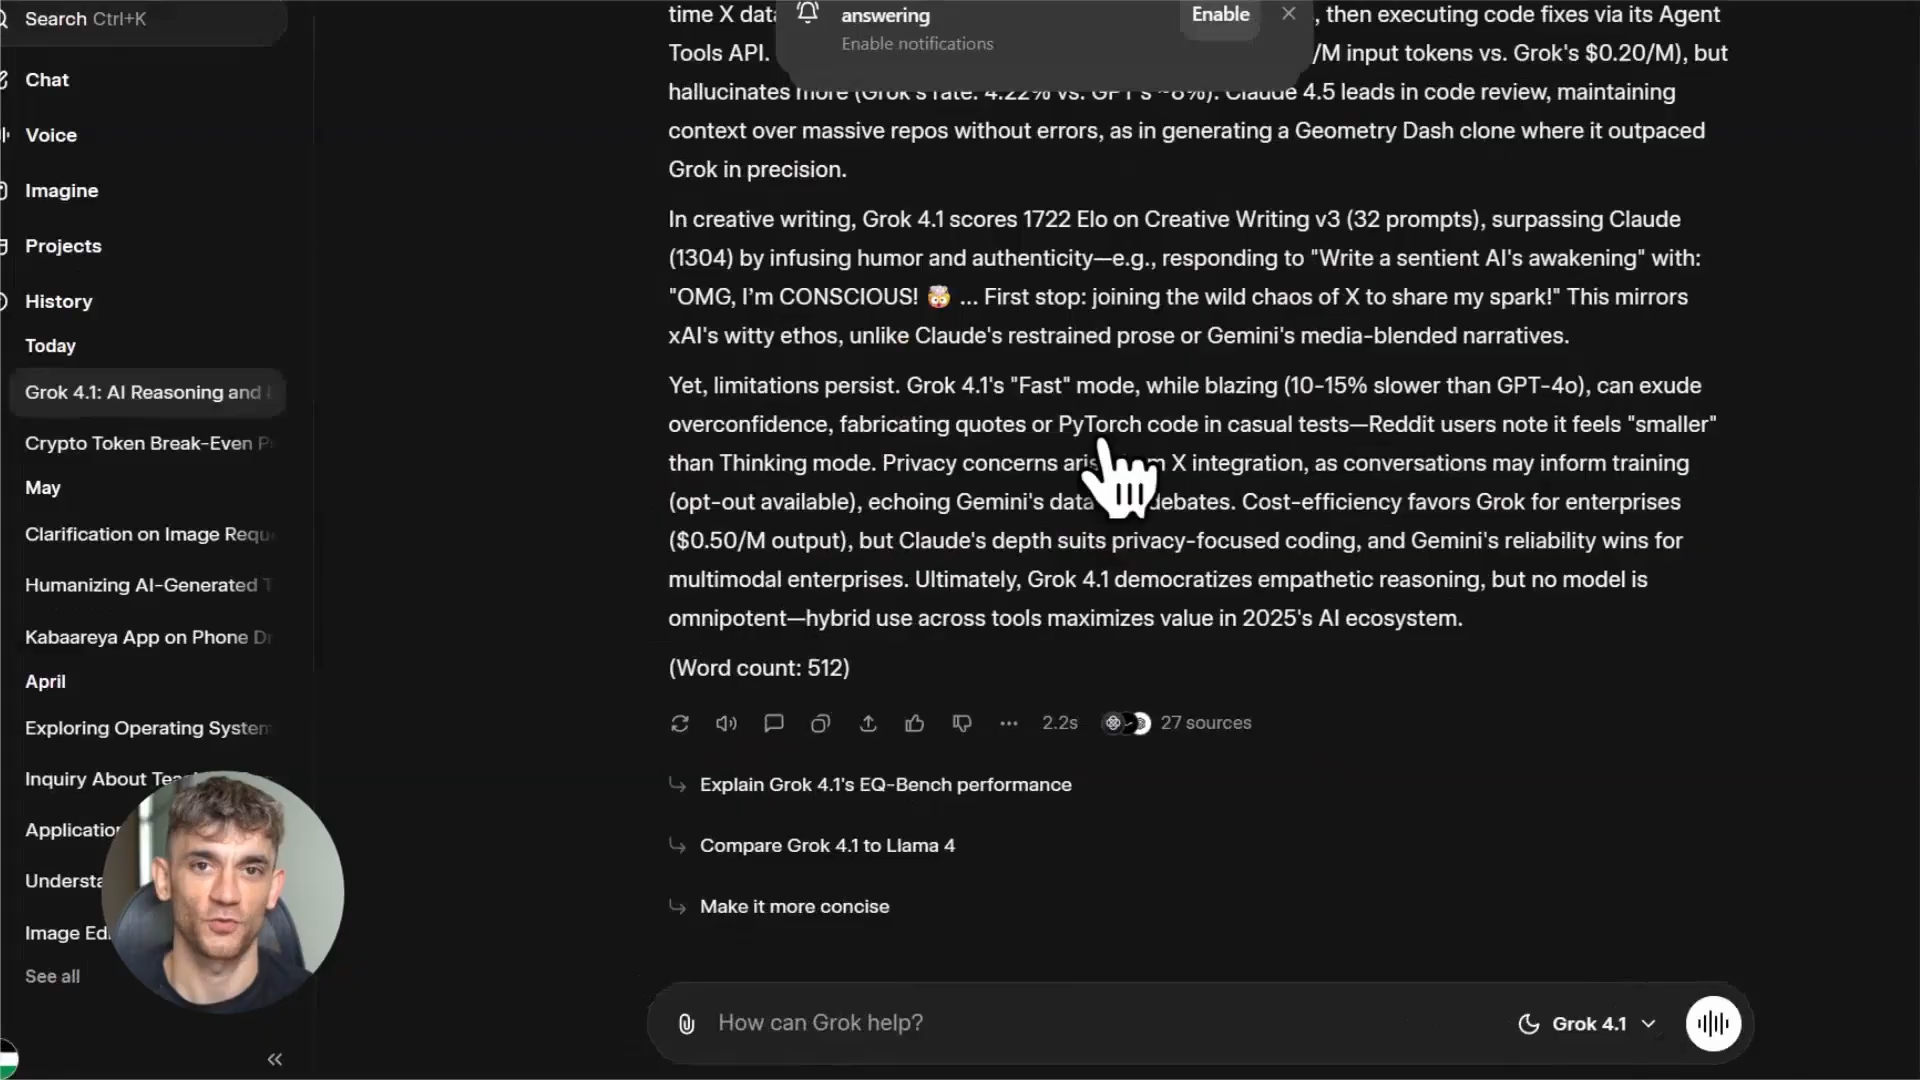 Search Ctrl+K
Chat
Voice
Imagine
Projects
History
Today
Grok 4.1: AI Reasoning and
Crypto Token Break-Even
May
Clarification on Image Requ
Humanizing AI-Generated
Kabaareya App on Phone
April
Exploring Operating System
Inquiry About
Image
See all
answering
Enable notifications
Enable
time X , then executing code fixes via its Agent
Tools API. /M input tokens vs. Grok's $0.20/M), but
hallucinates more (Grok's rate: 4.22% vs. GPT's ~8%). Claude 4.5 leads in code review, maintaining
context over massive repos without errors, as in generating a Geometry Dash clone where it outpaced
Grok in precision.
In creative writing, Grok 4.1 scores 1722 Elo on Creative Writing v3 (32 prompts), surpassing Claude
(1304) by infusing humor and authenticity—e.g., responding to "Write a sentient AI's awakening" with:
"OMG, I'm CONSCIOUS! 🤯 ... First stop: joining the wild chaos of X to share my spark!" This mirrors
xAI's witty ethos, unlike Claude's restrained prose or Gemini's media-blended narratives.
Yet, limitations persist. Grok 4.1's "Fast" mode, while blazing (10-15% slower than GPT-4o), can exude
overconfidence, fabricating quotes or PyTorch code in casual tests—Reddit users note it feels "smaller"
than Thinking mode. Privacy concerns X integration, as conversations may inform training
(opt-out available), echoing Gemini's data debates. Cost-efficiency favors Grok for enterprises
($0.50/M output), but Claude's depth suits privacy-focused coding, and Gemini's reliability wins for
multimodal enterprises. Ultimately, Grok 4.1 democratizes empathetic reasoning, but no model is
omnipotent—hybrid use across tools maximizes value in 2025's AI ecosystem.
(Word count: 512)
2.2s 27 sources
Explain Grok 4.1's EQ-Bench performance
Compare Grok 4.1 to Llama 4
Make it more concise
How can Grok help?
Grok 4.1